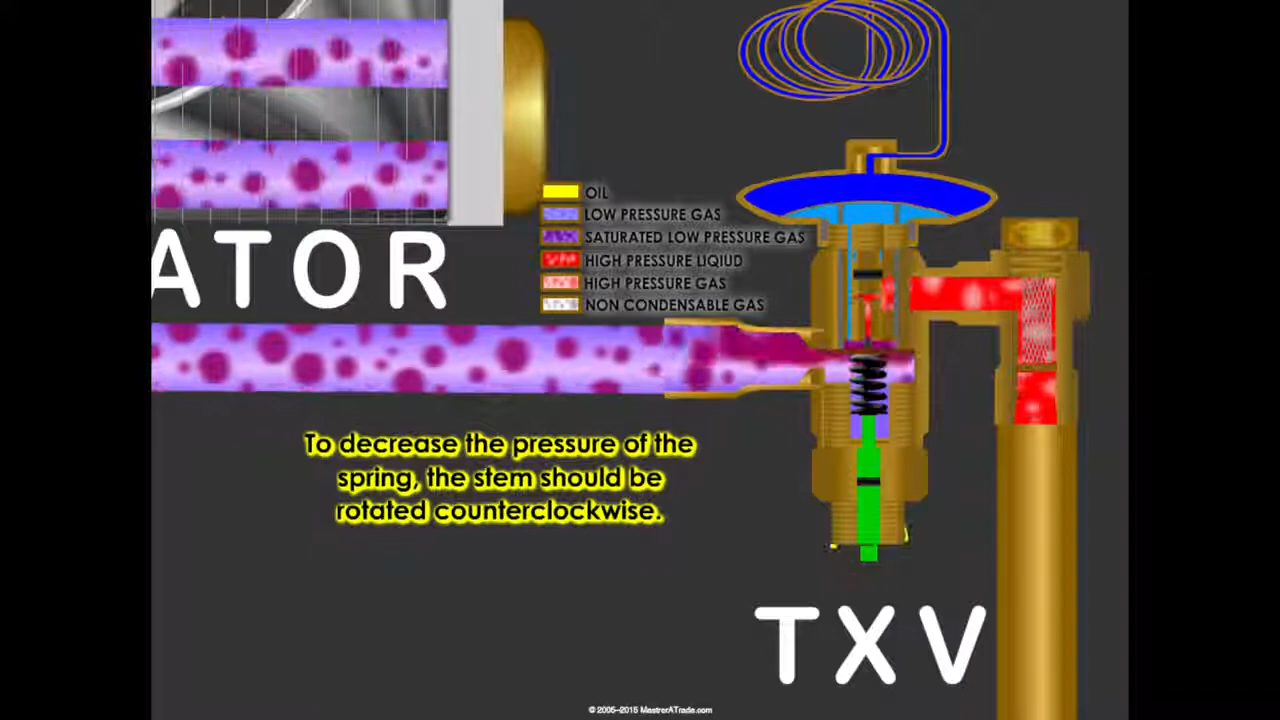 OIL
LOW PRESSURE GAS
SATURATED LOW PRESSURE GAS
HIGH PRESSURE LIQIUD
HIGH PRESSURE GAS
NON CONDENSABLE GAS
ATOR
To decrease the pressure of the
spring, the stem should be
rotated counterclockwise.
TXV
© 2005-2015 MasterATrade.com